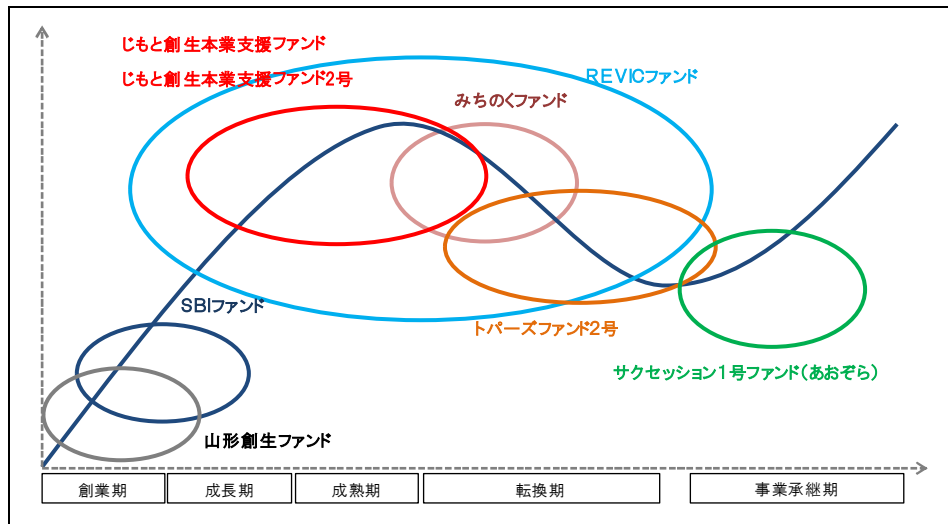 じもと創生本業支援ファンド
じもと創生本業支援ファンド2号
REVICファンド
みちのくファンド
SBIファンド
トパーズファンド2号
サクセッション1号ファンド(あおぞら)
山形創生ファンド
創業期
成長期
成熟期
転換期
事業承継期